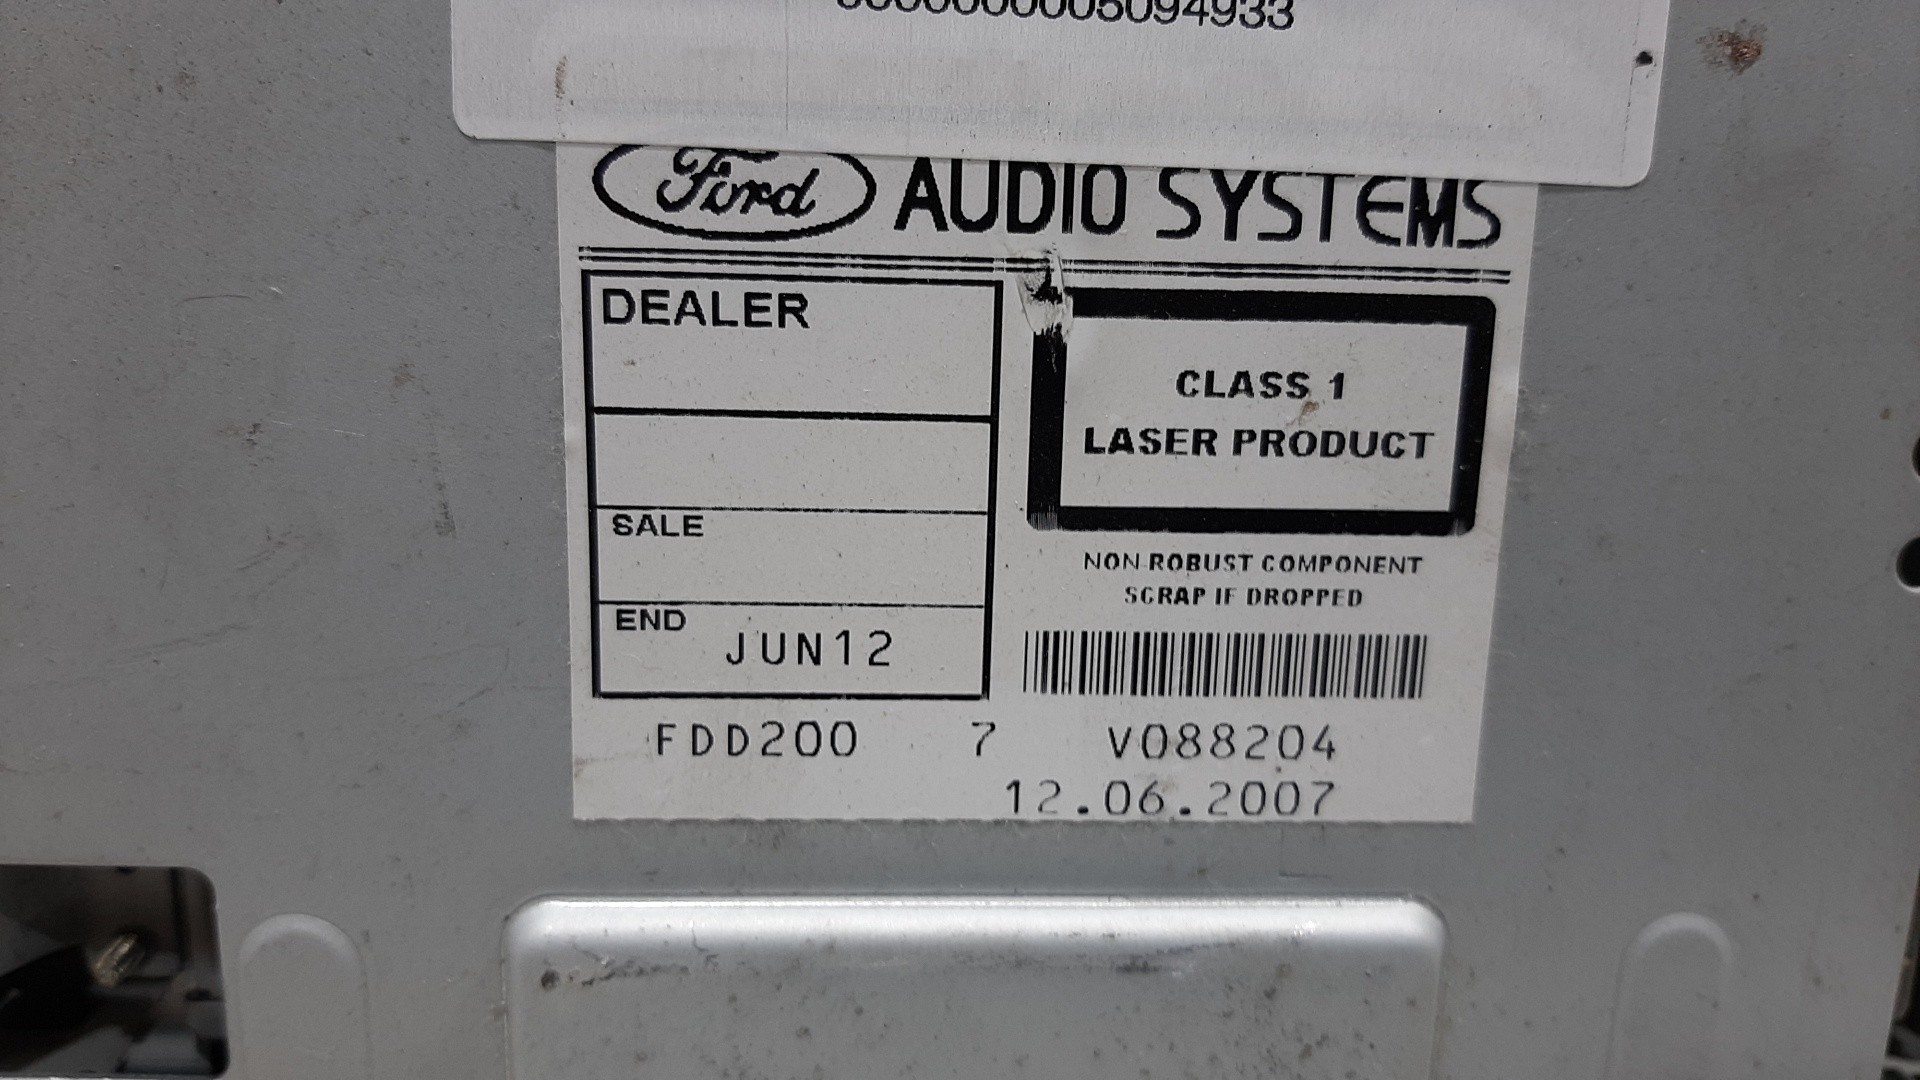 0000000005094933
Ford AUDIO SYSTEMS
DEALER
CLASS 1
LASER PRODUCT
SALE
NON-ROBUST COMPONENT
SCRAP IF DROPPED
END JUN12
FDD200 7 V088204
12.06.2007